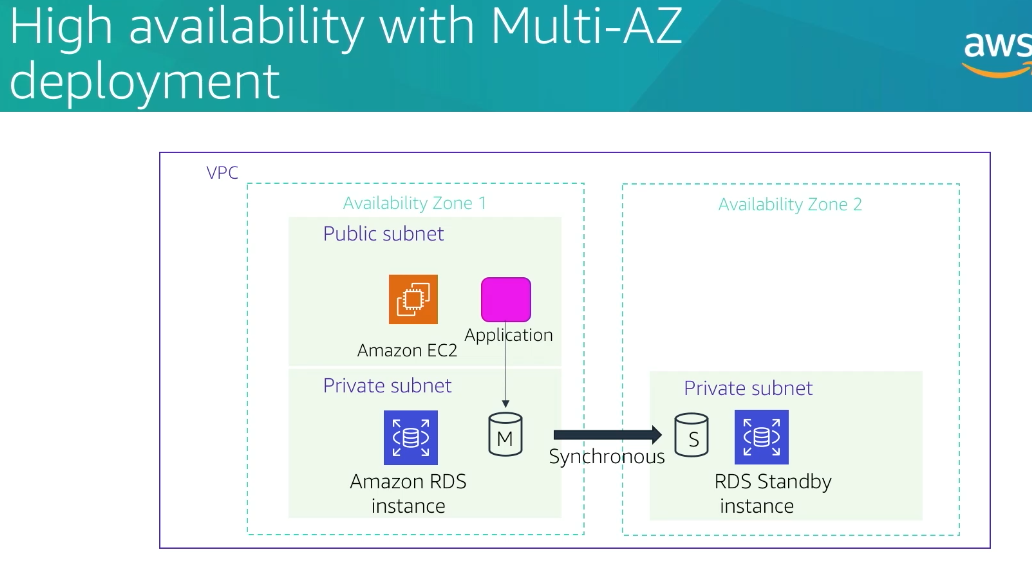 High availability with Multi-AZ
deployment
aws
VPC
Availability Zone 1
Public subnet
Amazon EC2
Application
Private subnet
M
Amazon RDS
instance
Synchronous
Availability Zone 2
Private subnet
S
RDS Standby
instance